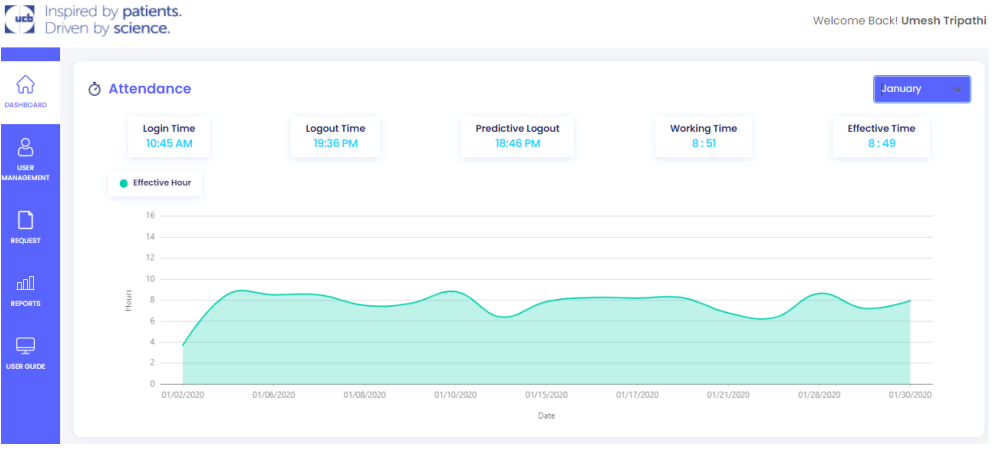 ucb
Inspired by patients.
Driven by science.
Welcome Back! Umesh Tripathi
DASHBOARD
USER
MANAGEMENT
REQUEST
REPORTS
USER GUIDE
Attendance
January
Login Time
10:45 AM
Logout Time
19:36 PM
Predictive Logout
18:46 PM
Working Time
8 : 51
Effective Time
8 : 49
Effective Hour
16
14
12
10
8
6
4
2
0
Hours
01/02/2020
01/06/2020
01/08/2020
01/10/2020
01/15/2020
01/17/2020
01/21/2020
01/28/2020
01/30/2020
Date